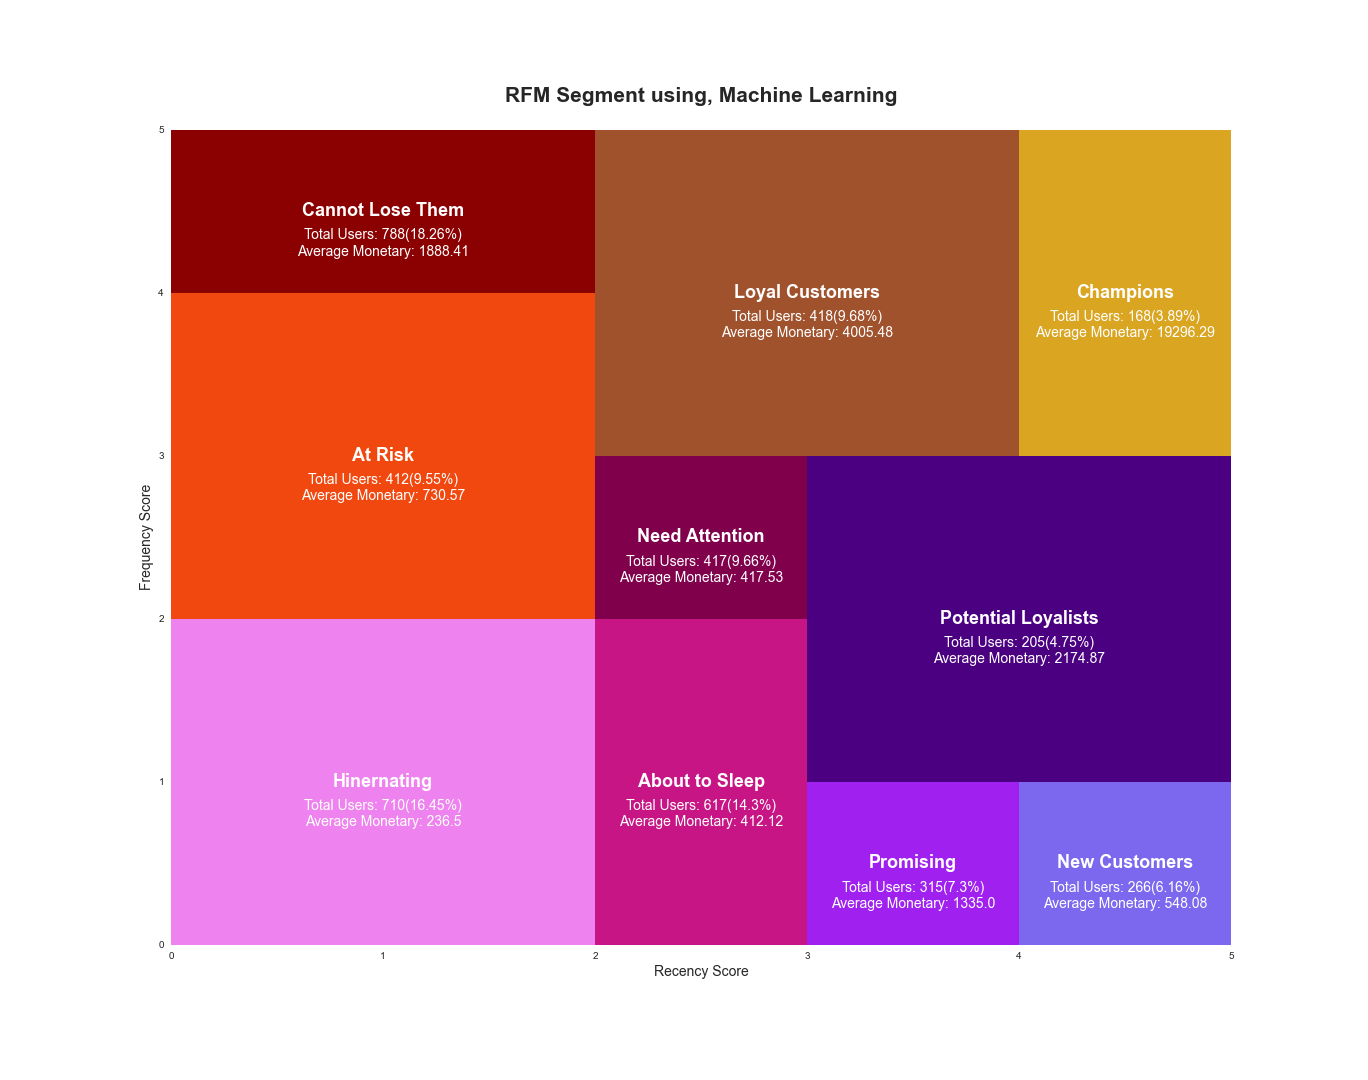 RFM Segment using, Machine Learning
5
Cannot Lose Them
Total Users: 788(18.26%)
Average Monetary: 1888.41
Loyal Customers
Total Users: 418(9.68%)
Average Monetary: 4005.48
Champions
Total Users: 168(3.89%)
Average Monetary: 19296.29
4
At Risk
Total Users: 412(9.55%)
Average Monetary: 730.57
3
Need Attention
Total Users: 417(9.66%)
Average Monetary: 417.53
Potential Loyalists
Total Users: 205(4.75%)
Average Monetary: 2174.87
Frequency Score
2
Hinernating
Total Users: 710(16.45%)
Average Monetary: 236.5
About to Sleep
Total Users: 617(14.3%)
Average Monetary: 412.12
1
Promising
Total Users: 315(7.3%)
Average Monetary: 1335.0
New Customers
Total Users: 266(6.16%)
Average Monetary: 548.08
0
0 1 2 3 4 5
Recency Score